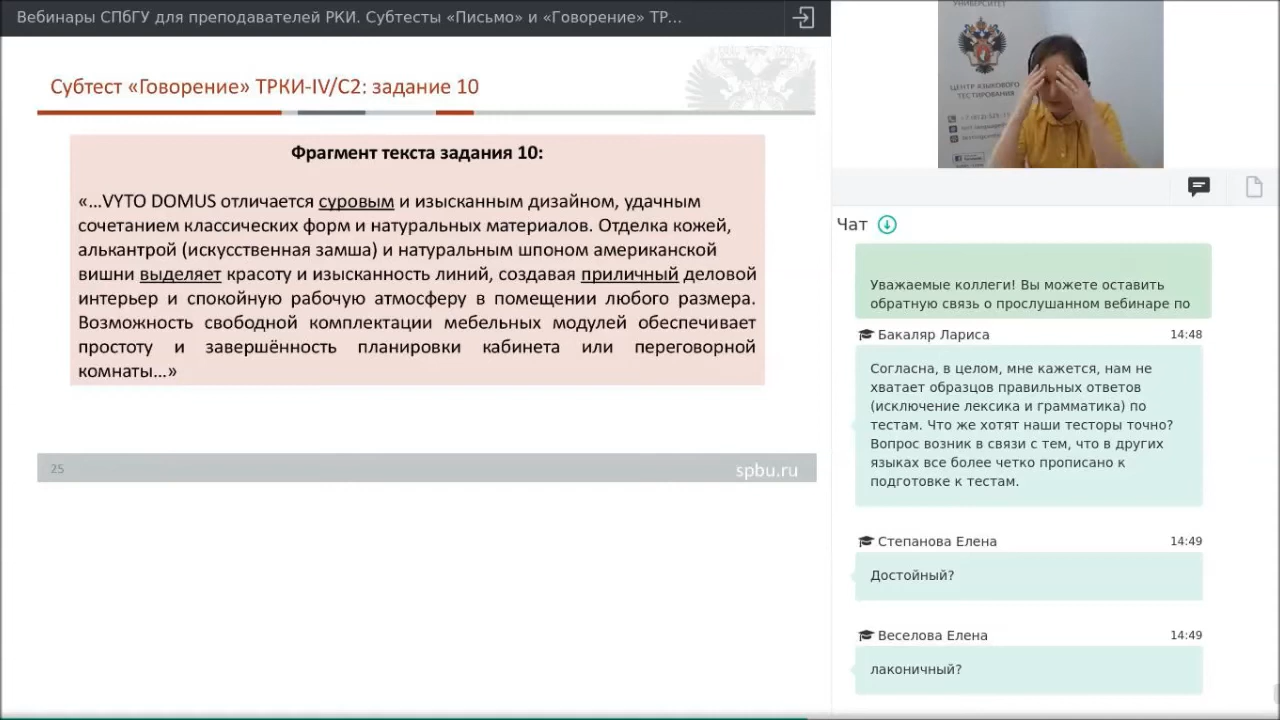 Вебинары СПбГУ для преподавателей РКИ. Субтесты «Письмо» и «Говорение» ТР...
Субтест «Говорение» ТРКИ-IV/С2: задание 10
Фрагмент текста задания 10:
«...VYTO DOMUS отличается суровым и изысканным дизайном, удачным
сочетанием классических форм и натуральных материалов. Отделка кожей,
алькантрой (искусственная замша) и натуральным шпоном американской
вишни выделяет красоту и изысканность линий, создавая приличный деловой
интерьер и спокойную рабочую атмосферу в помещении любого размера.
Возможность свободной комплектации мебельных модулей обеспечивает
простоту и завершённость планировки кабинета или переговорной
комнаты...»
25
spbu.ru
УНИВЕРСИТЕТ
ЦЕНТР ЯЗЫКОВОГО
ТЕСТИРОВАНИЯ
Чат
Уважаемые коллеги! Вы можете оставить
обратную связь о прослушанном вебинаре по
Бакаляр Лариса 14:48
Согласна, в целом, мне кажется, нам не
хватает образцов правильных ответов
(исключение лексика и грамматика) по
тестам. Что же хотят наши тесторы точно?
Вопрос возник в связи с тем, что в других
языках все более четко прописано к
подготовке к тестам.
Степанова Елена 14:49
Достойный?
Веселова Елена 14:49
лаконичный?